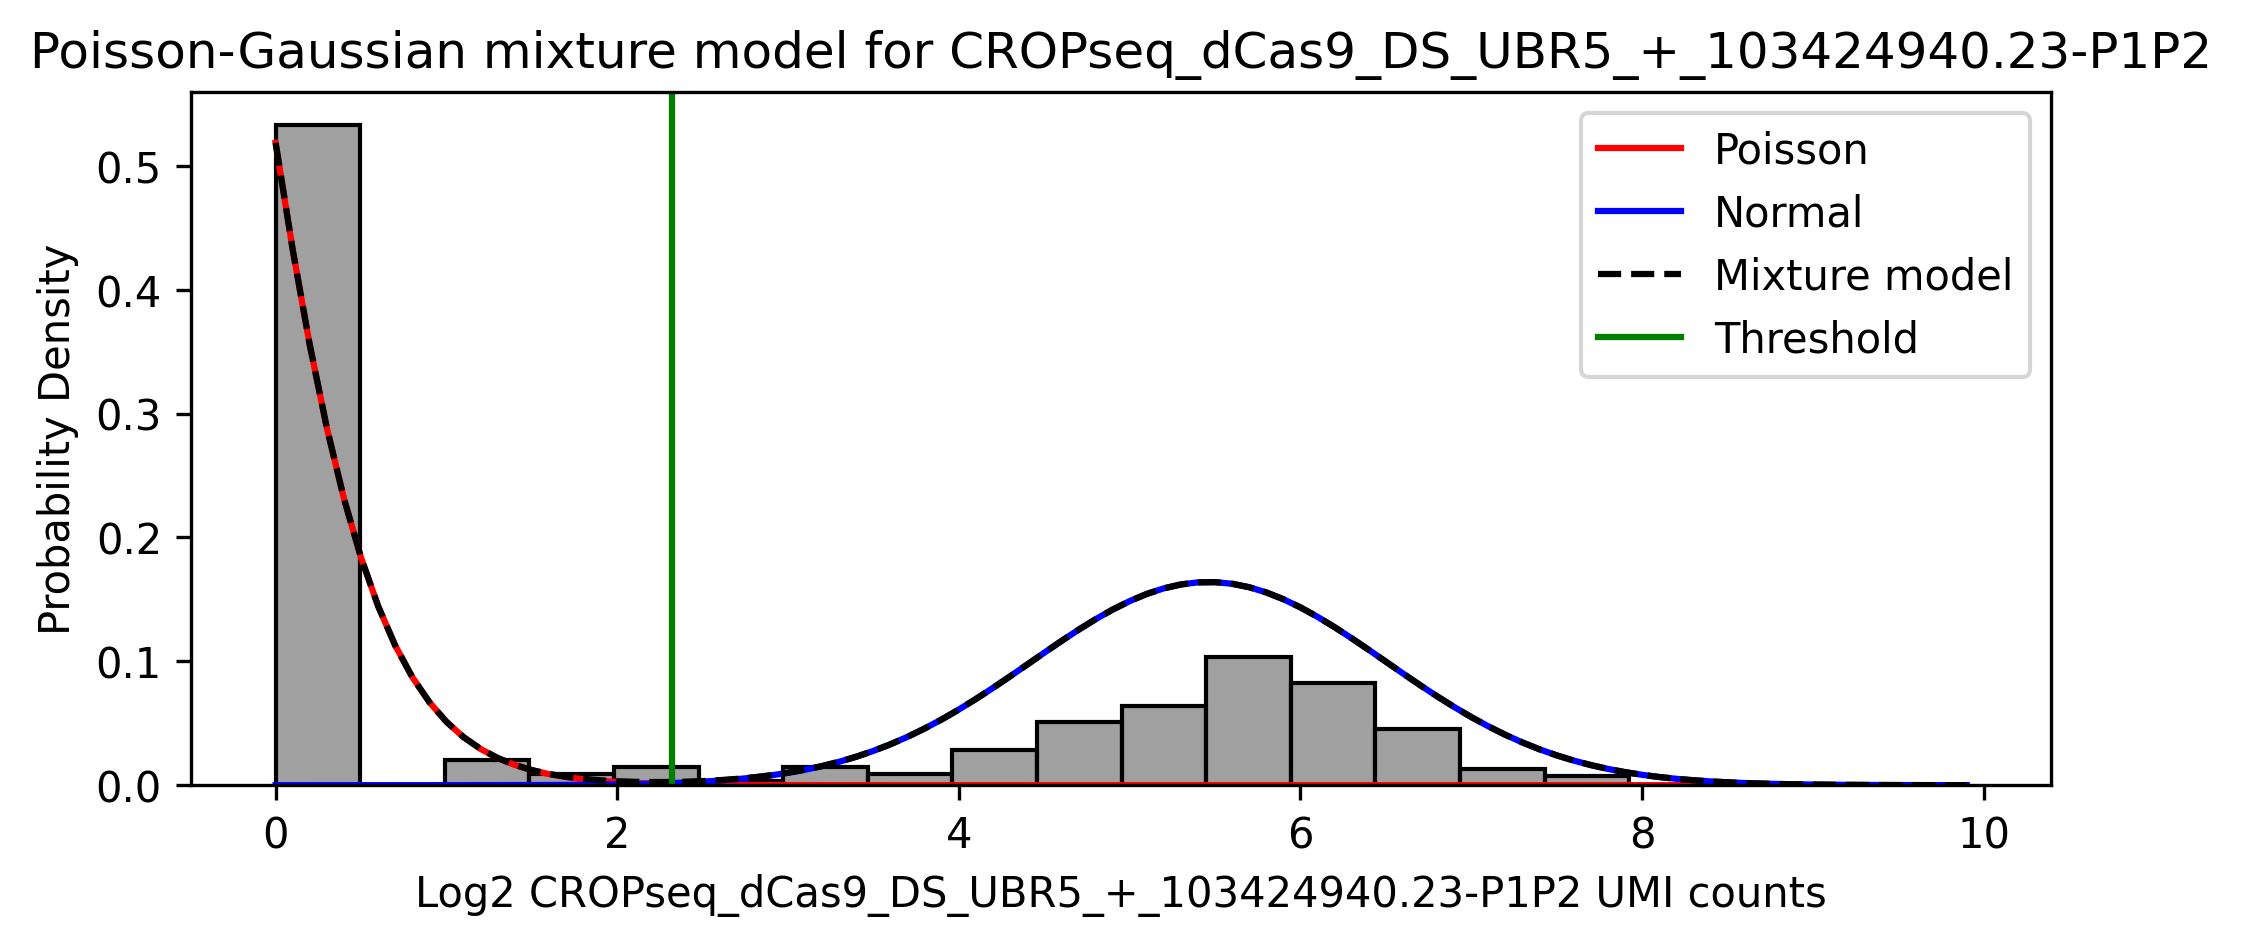 Poisson-Gaussian mixture model for CROPseq_dCas9_DS_UBR5_+_103424940.23-P1P2
Probability Density
0.5
0.4
0.3
0.2
0.1
0.0
Poisson
Normal
Mixture model
Threshold
0 2 4 6 8 10
Log2 CROPseq_dCas9_DS_UBR5_+_103424940.23-P1P2 UMI counts